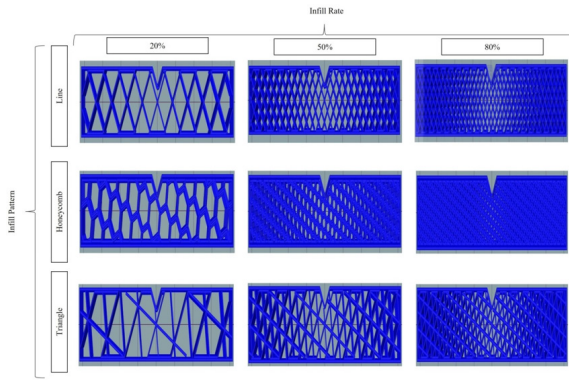 Infill Rate
20%
50%
80%
Infill Pattern
Line
Honeycomb
Triangle